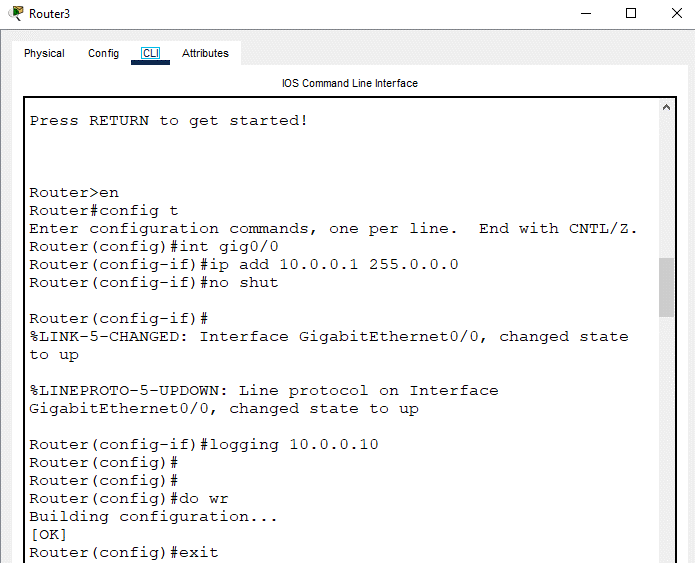 Router3
Physical Config CLI Attributes
IOS Command Line Interface
Press RETURN to get started!
Router>en
Router#config t
Enter configuration commands, one per line.  End with CNTL/Z.
Router(config)#int gig0/0
Router(config-if)#ip add 10.0.0.1 255.0.0.0
Router(config-if)#no shut
Router(config-if)#
%LINK-5-CHANGED: Interface GigabitEthernet0/0, changed state
to up
%LINEPROTO-5-UPDOWN: Line protocol on Interface
GigabitEthernet0/0, changed state to up
Router(config-if)#logging 10.0.0.10
Router(config)#
Router(config)#
Router(config)#do wr
Building configuration...
[OK]
Router(config)#exit